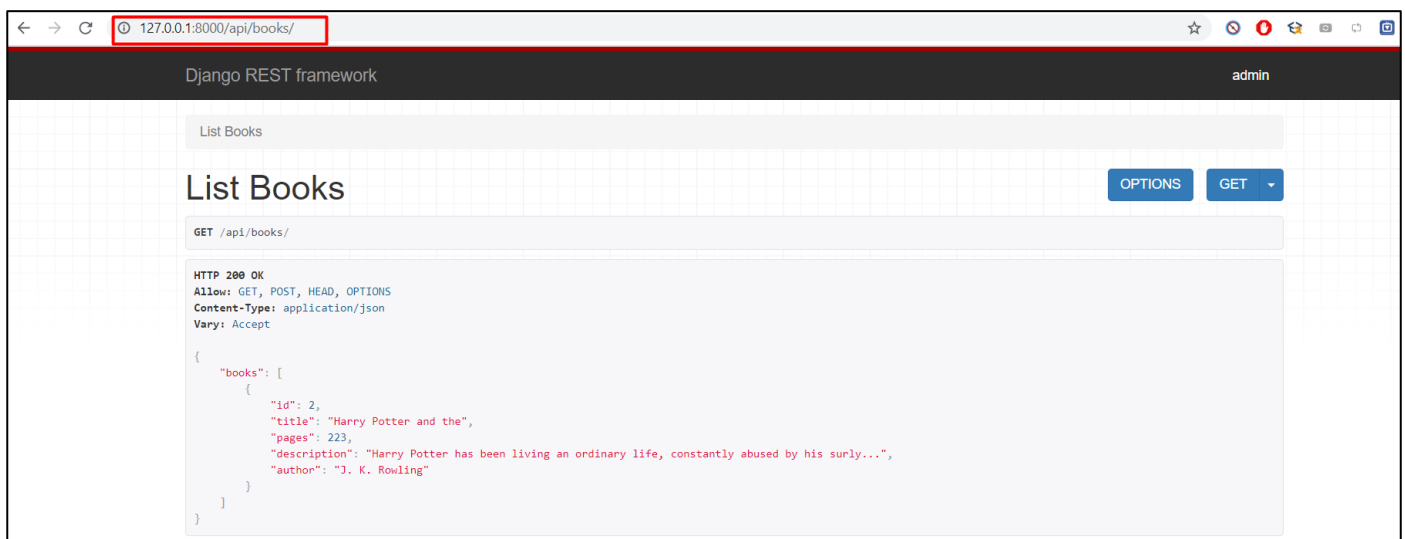 127.0.0.1:8000/api/books/
Django REST framework admin
List Books
List Books OPTIONS GET
GET /api/books/
HTTP 200 OK
Allow: GET, POST, HEAD, OPTIONS
Content-Type: application/json
Vary: Accept
{
"books": [
{
"id": 2,
"title": "Harry Potter and the",
"pages": 223,
"description": "Harry Potter has been living an ordinary life, constantly abused by his surly...",
"author": "J. K. Rowling"
}
]
}